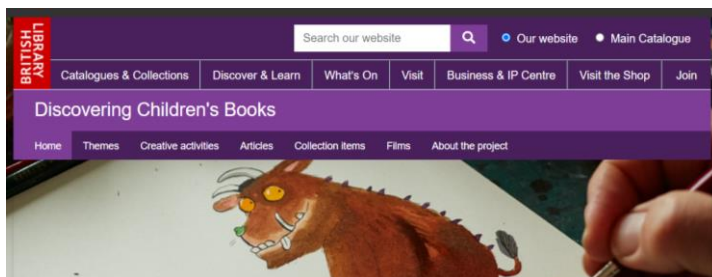 BRITISH
LIBRARY
Search our website
Our website
Main Catalogue
Catalogues & Collections
Discover & Learn
What's On
Visit
Business & IP Centre
Visit the Shop
Join
Discovering Children's Books
Home
Themes
Creative activities
Articles
Collection items
Films
About the project